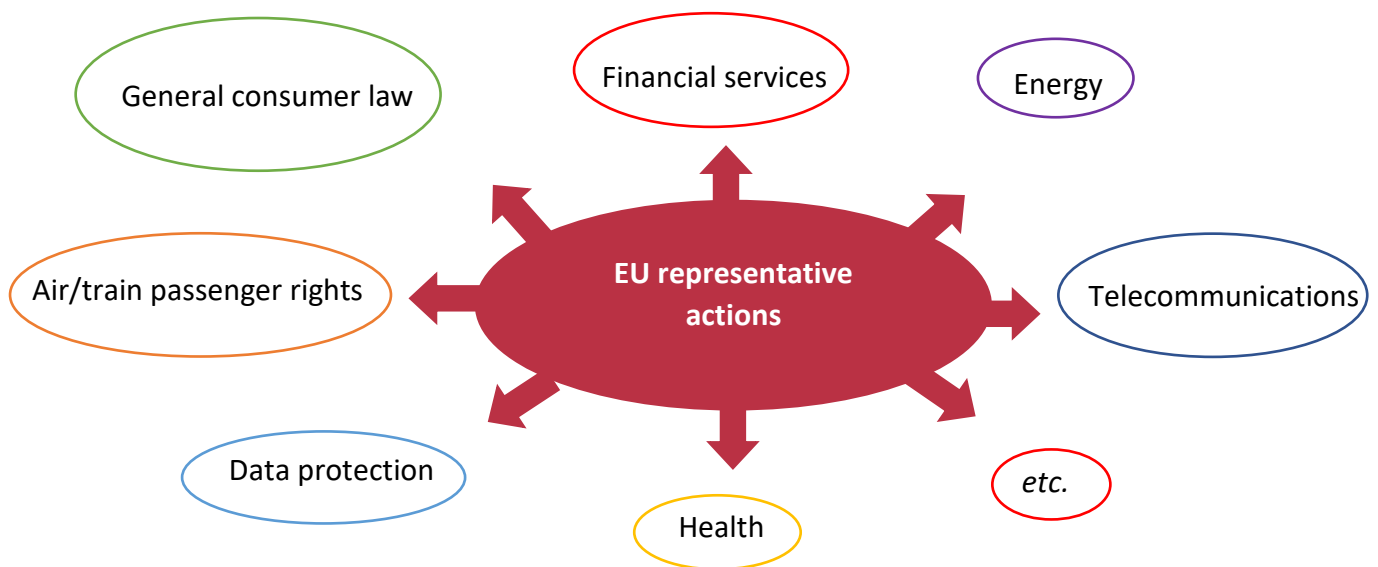 General consumer law
Financial services
Energy
EU representative
actions
Air/train passenger rights
Telecommunications
Data protection
Health
etc.